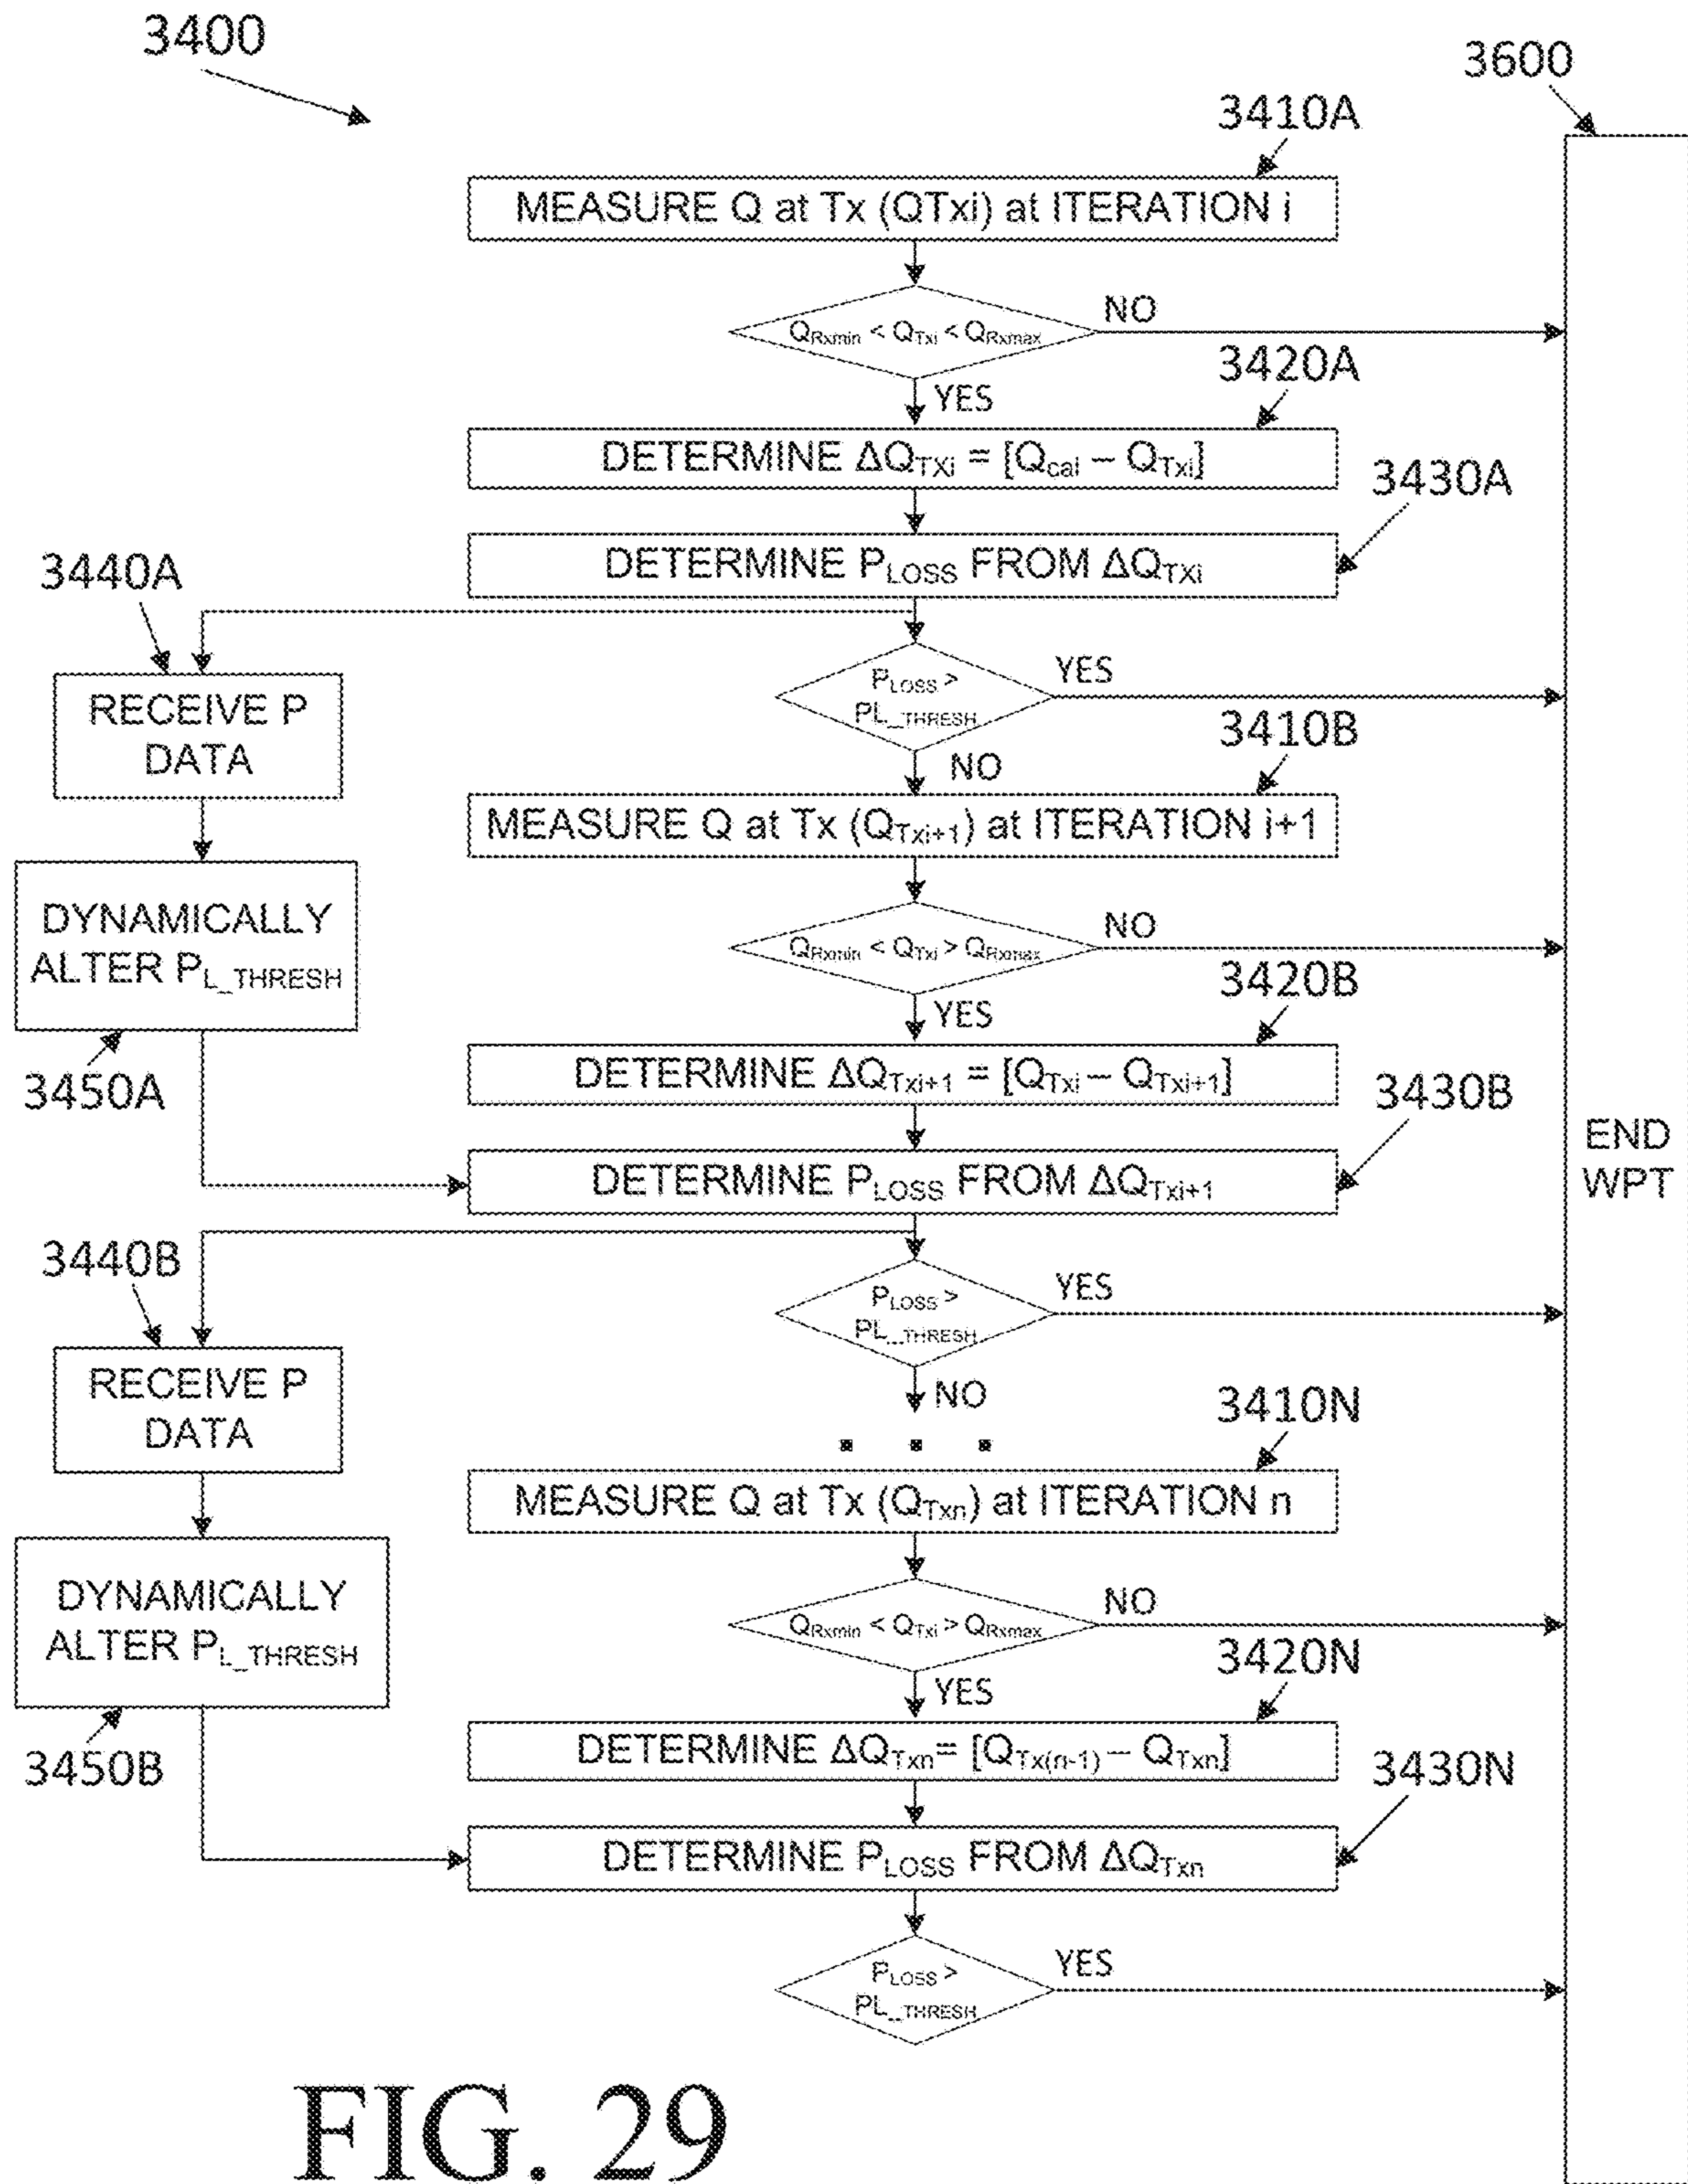 3400
3600
3410A
MEASURE Q at Tx (QTxi) at ITERATION i
QRxmin < QTxi < QRxmax
NO
3420A
YES
DETERMINE ΔQTXi = [Qcal – QTxi]
3430A
DETERMINE PLOSS FROM ΔQTXi
3440A
RECEIVE P
DATA
PLOSS >
PL_THRESH
YES
3410B
NO
MEASURE Q at Tx (QTxi+1) at ITERATION i+1
DYNAMICALLY
ALTER PL_THRESH
3450A
QRxmin < QTxi > QRxmax
NO
3420B
YES
DETERMINE ΔQTxi+1 = [QTxi – QTxi+1]
3430B
DETERMINE PLOSS FROM ΔQTxi+1
END
WPT
3440B
RECEIVE P
DATA
PLOSS >
PL_THRESH
YES
NO
3410N
. . .
MEASURE Q at Tx (QTxn) at ITERATION n
DYNAMICALLY
ALTER PL_THRESH
3450B
QRxmin < QTxi > QRxmax
NO
3420N
YES
DETERMINE ΔQTxn= [QTx(n-1) – QTxn]
3430N
DETERMINE PLOSS FROM ΔQTxn
PLOSS >
PL_THRESH
YES
FIG. 29